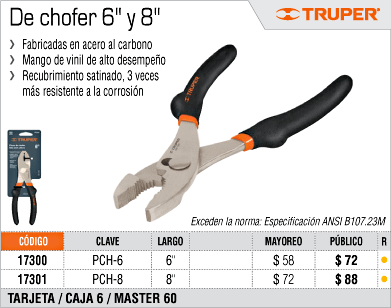 De chofer 6" y 8"
TRUPER
Fabricadas en acero al carbono
Mango de vinil de alto desempeño
Recubrimiento satinado, 3 veces
más resistente a la corrosión
TRUPER
Exceden la norma: Especificación ANSI B107.23M
CÓDIGO CLAVE LARGO MAYOREO PÚBLICO R
17300 PCH-6 6" $ 58 $ 72
17301 PCH-8 8" $ 72 $ 88
TARJETA / CAJA 6 / MASTER 60